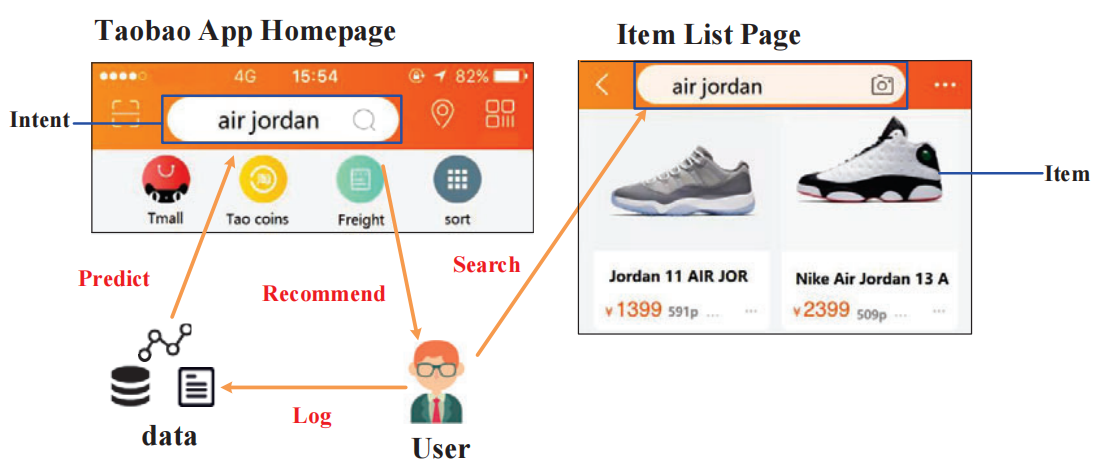 Taobao App Homepage
Item List Page
4G 15:54 82%
Intent
air jordan
air jordan
Tmall
Tao coins
Freight
sort
Item
Predict
Recommend
Search
Jordan 11 AIR JOR
¥1399 591p ... ...
Nike Air Jordan 13 A
¥2399 509p ... ...
Log
data
User